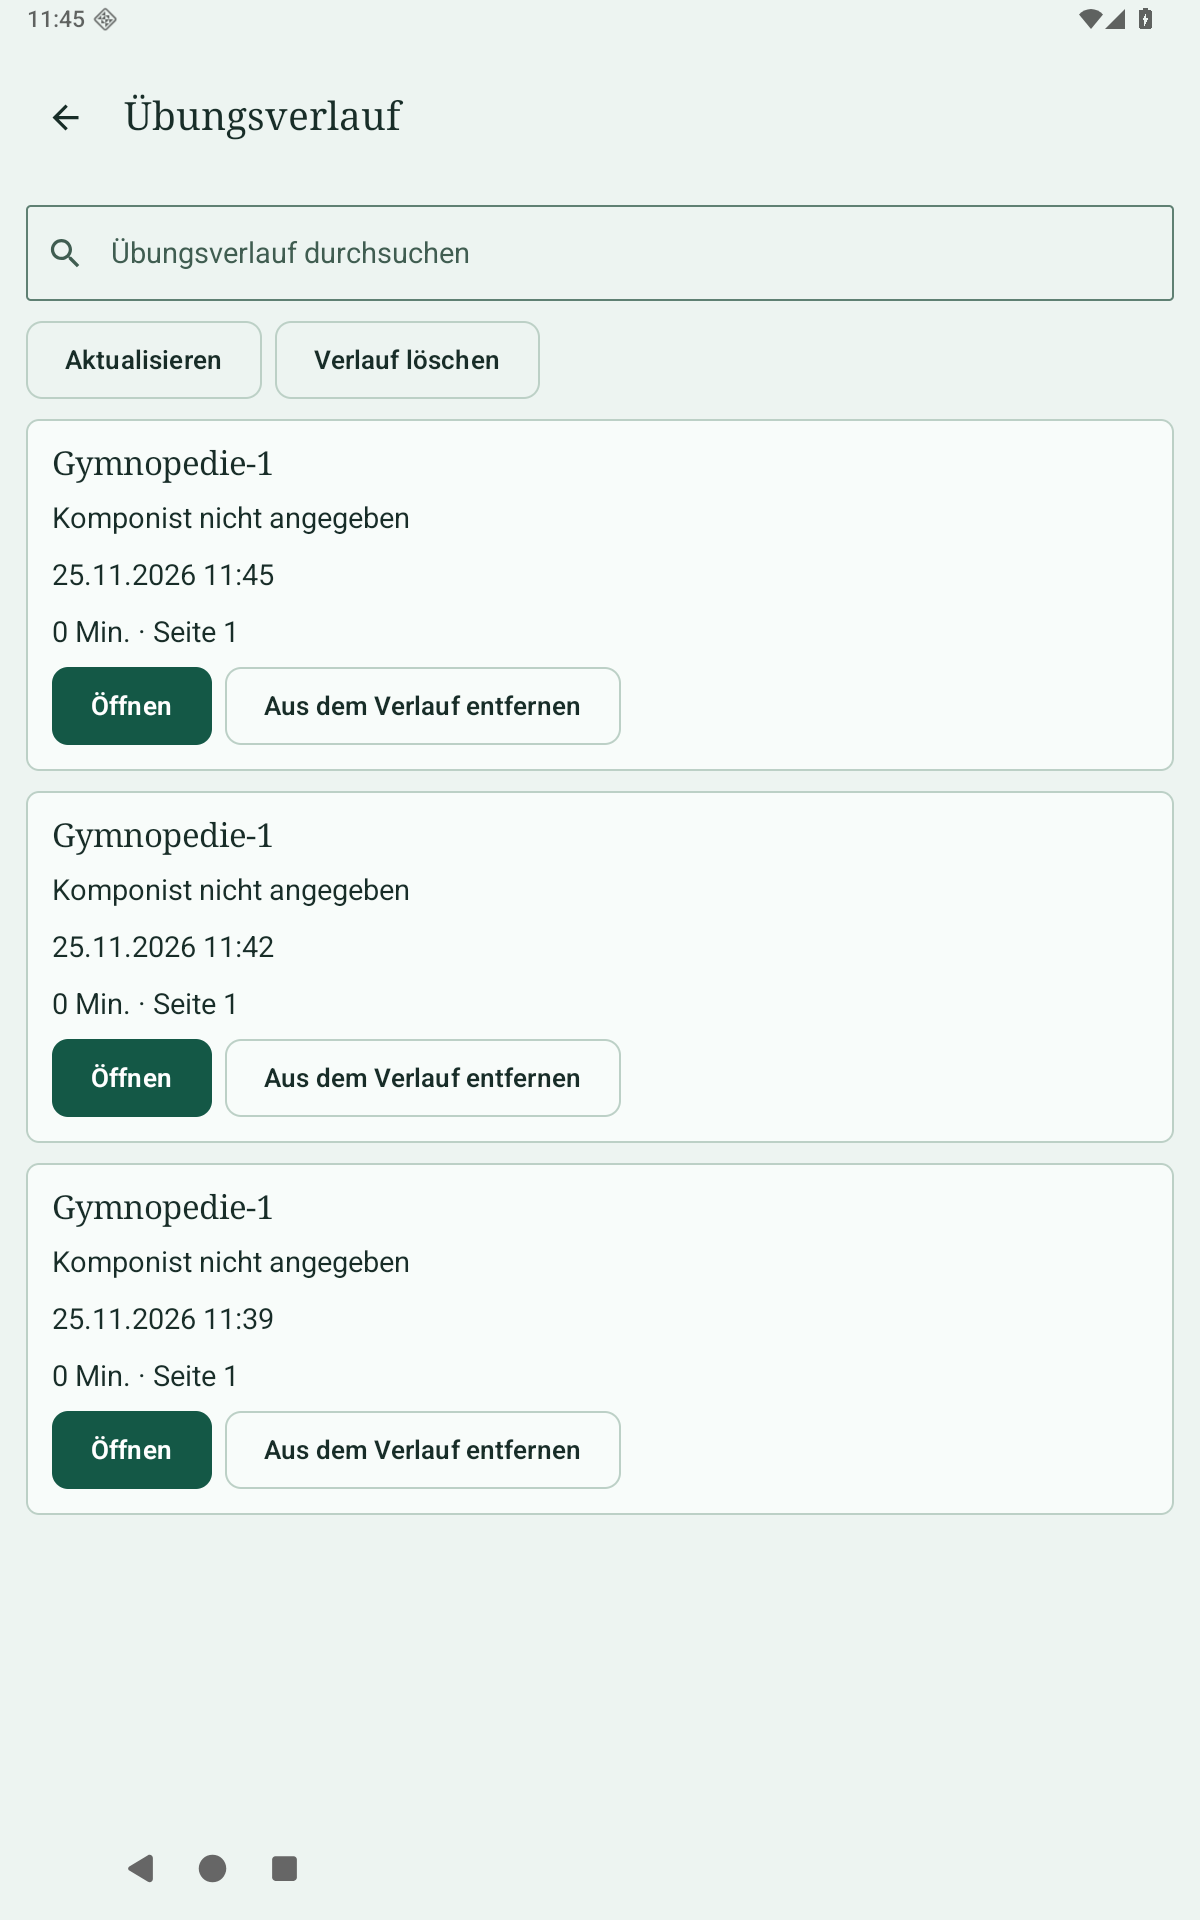 11:45
Übungsverlauf
Übungsverlauf durchsuchen
Aktualisieren
Verlauf löschen
Gymnopedie-1
Komponist nicht angegeben
25.11.2026 11:45
0 Min. · Seite 1
Öffnen
Aus dem Verlauf entfernen
Gymnopedie-1
Komponist nicht angegeben
25.11.2026 11:42
0 Min. · Seite 1
Öffnen
Aus dem Verlauf entfernen
Gymnopedie-1
Komponist nicht angegeben
25.11.2026 11:39
0 Min. · Seite 1
Öffnen
Aus dem Verlauf entfernen